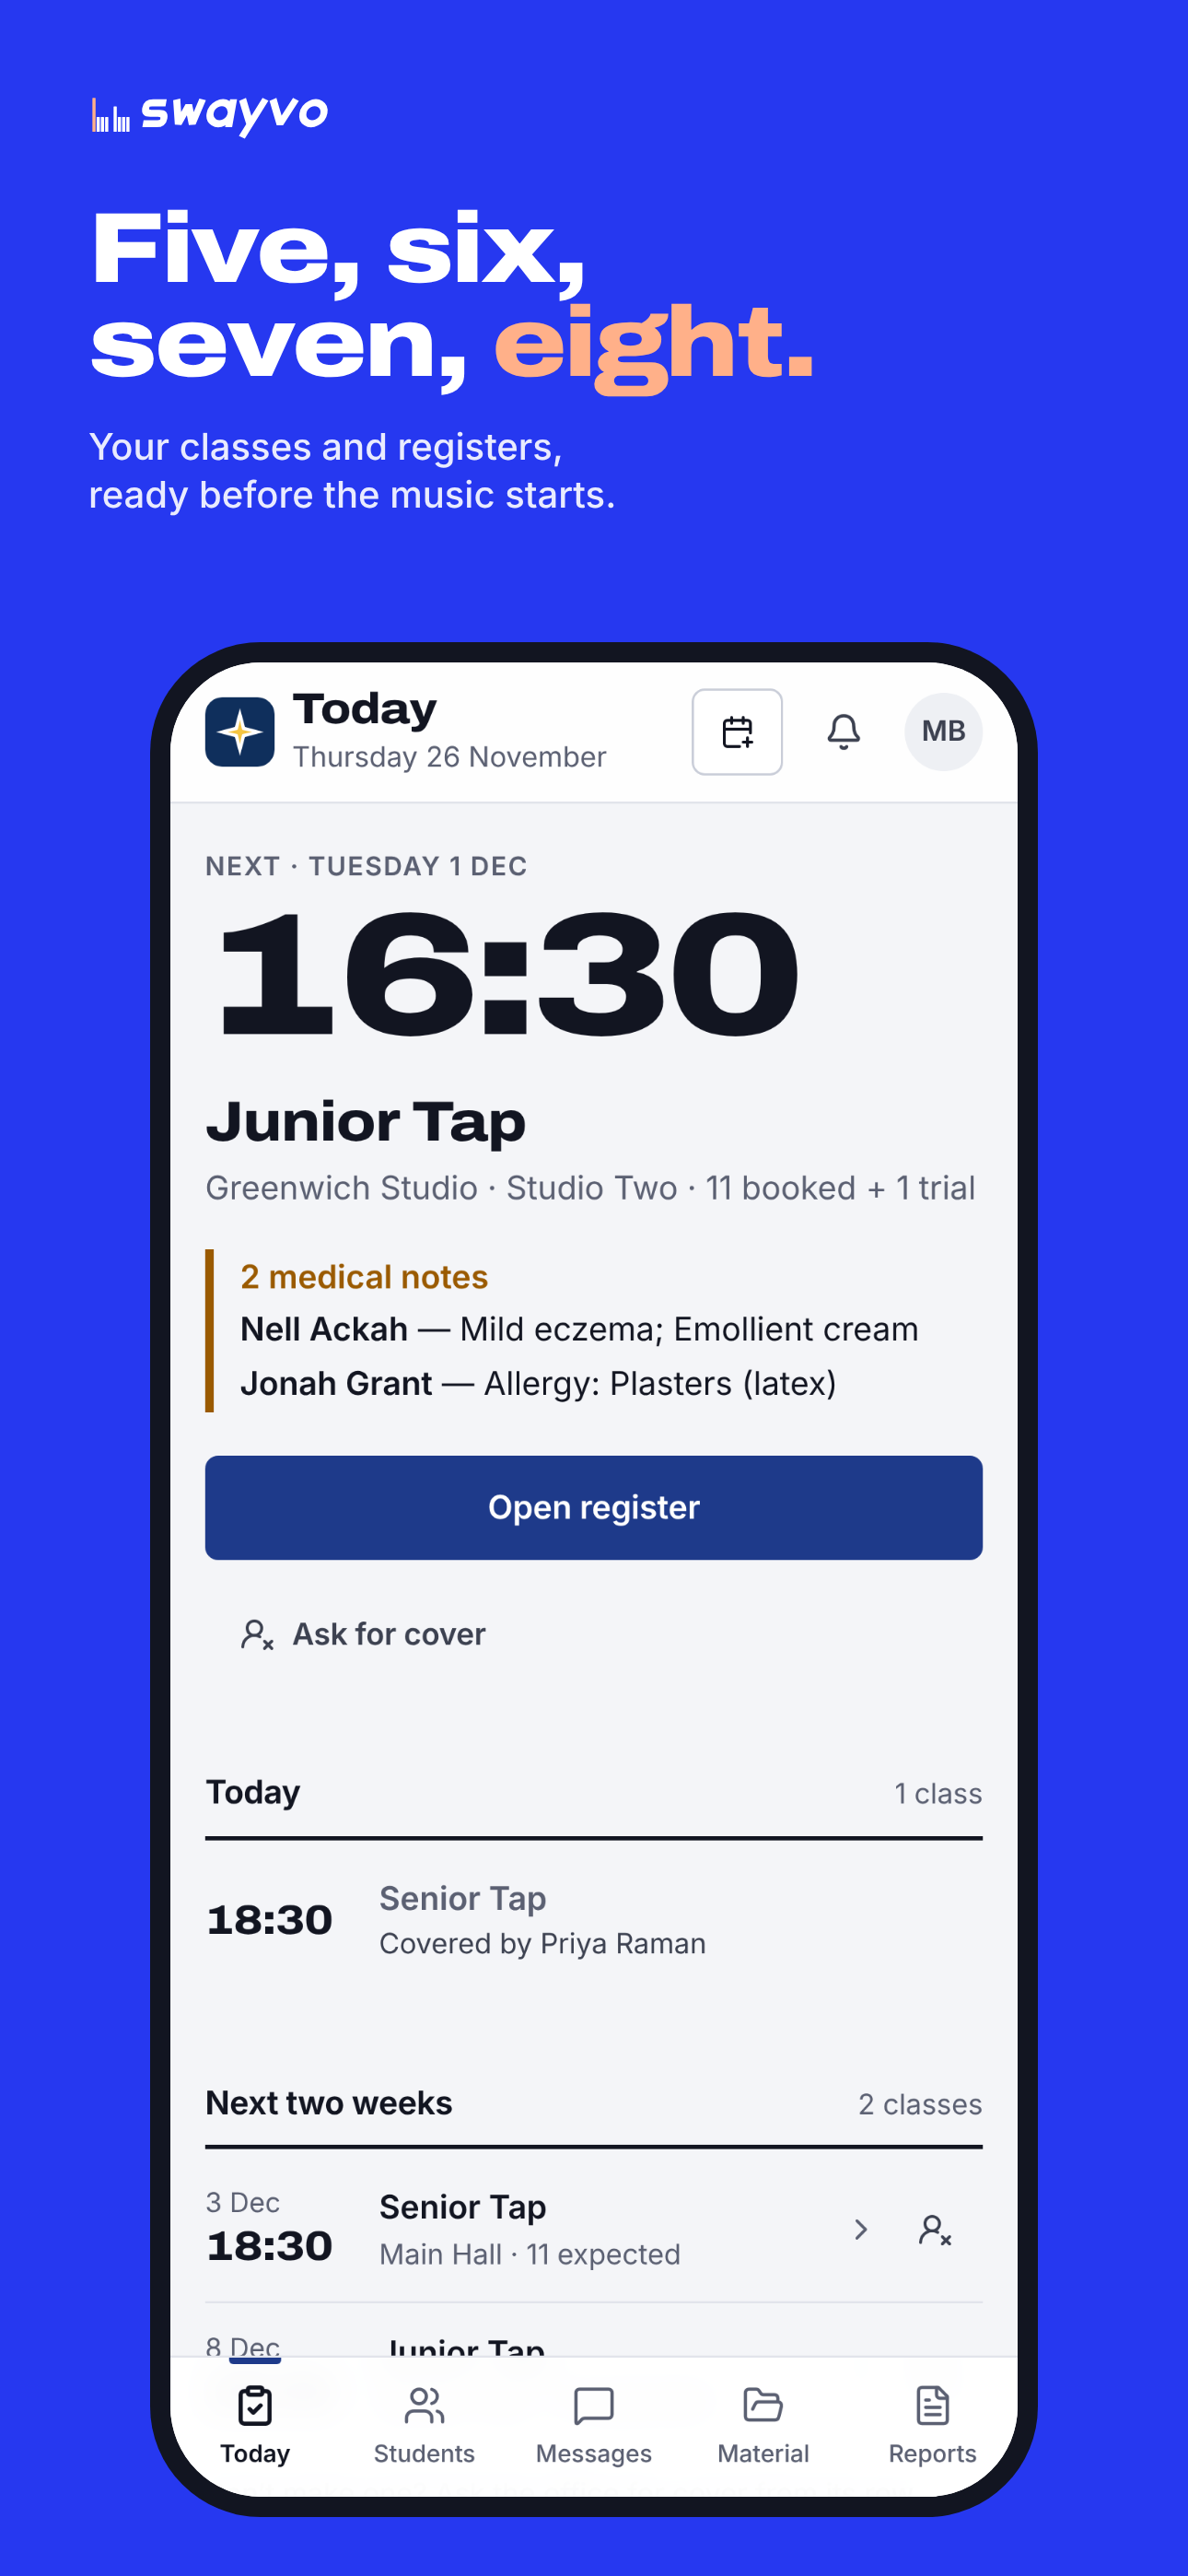 swayvo
Five, six,
seven, eight.
Your classes and registers,
ready before the music starts.
Today
Thursday 26 November
MB
NEXT · TUESDAY 1 DEC
16:30
Junior Tap
Greenwich Studio · Studio Two · 11 booked + 1 trial
2 medical notes
Nell Ackah — Mild eczema; Emollient cream
Jonah Grant — Allergy: Plasters (latex)
Open register
Ask for cover
Today 1 class
18:30 Senior Tap
Covered by Priya Raman
Next two weeks 2 classes
3 Dec
18:30
Senior Tap
Main Hall · 11 expected
8 Dec Junior Tap
Today Students Messages Material Reports